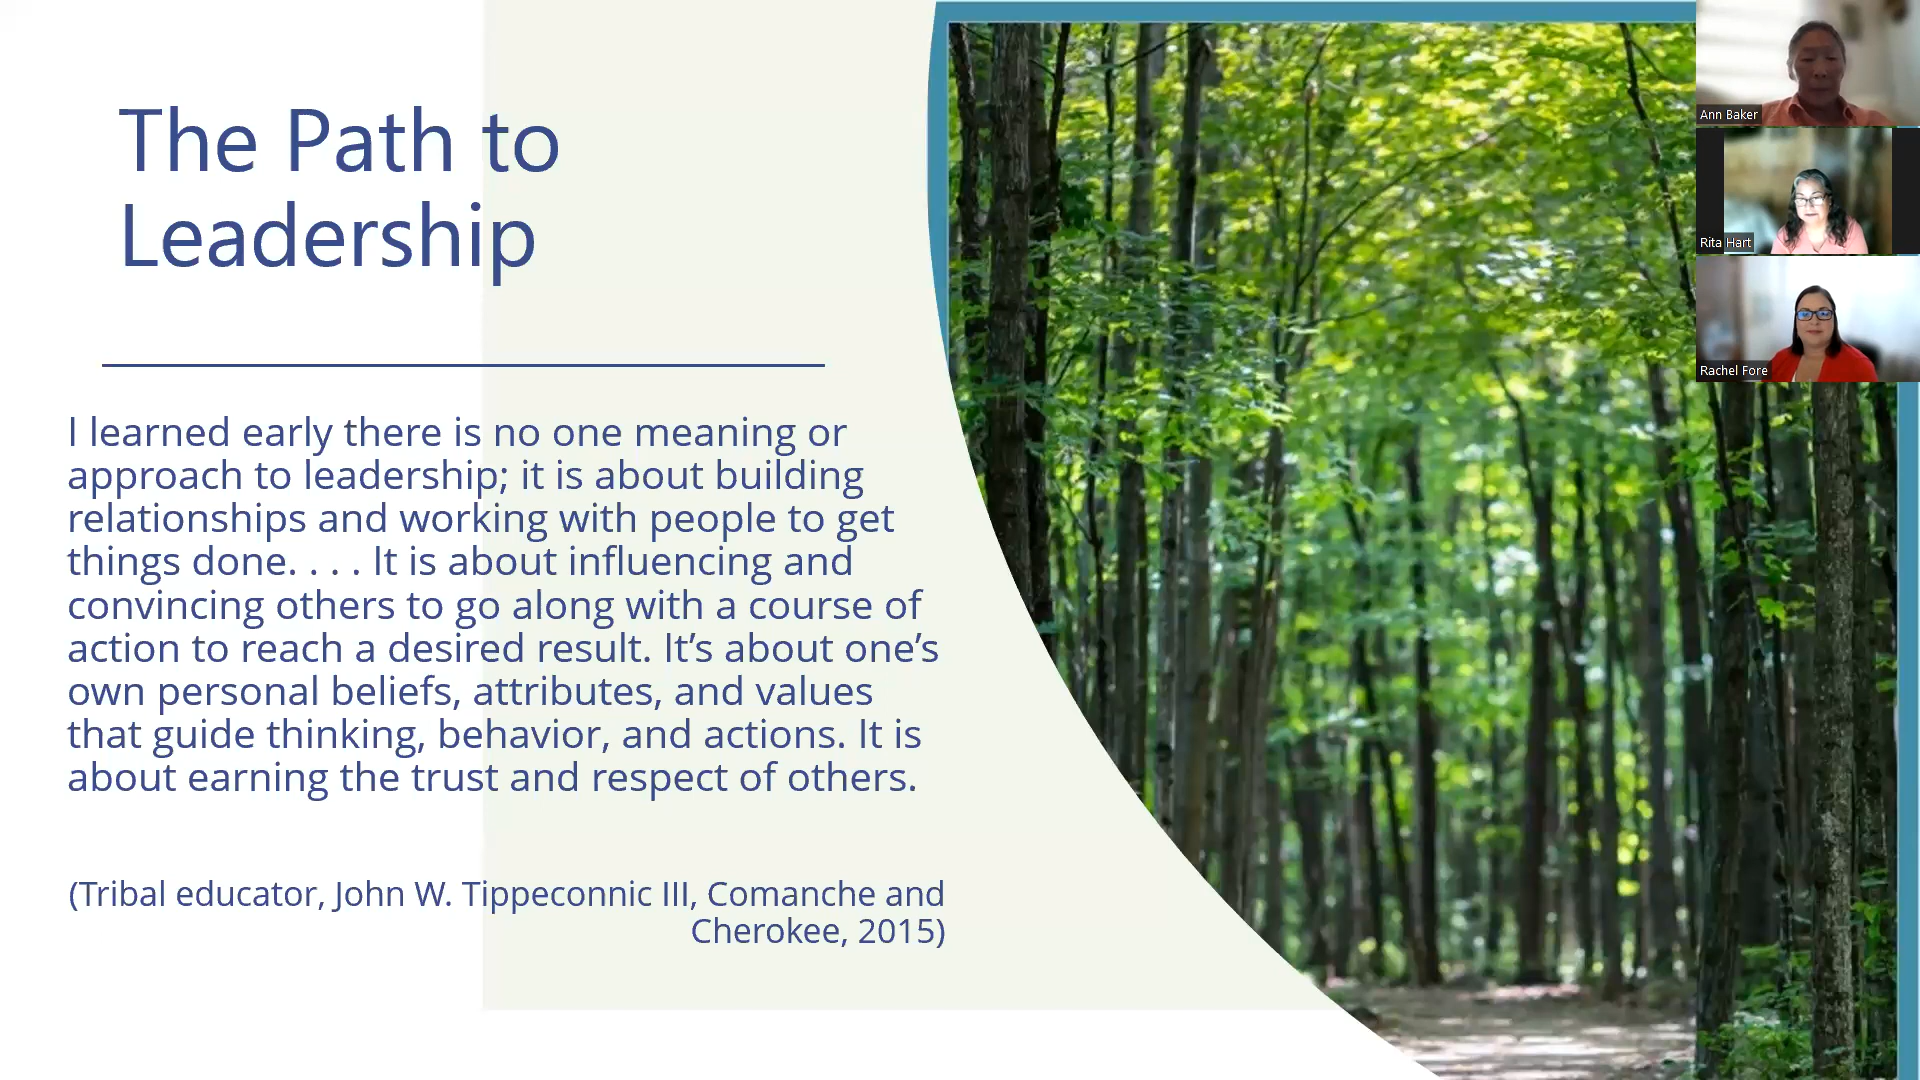 The Path to
Leadership
I learned early there is no one meaning or
approach to leadership; it is about building
relationships and working with people to get
things done. . . . It is about influencing and
convincing others to go along with a course of
action to reach a desired result. It’s about one’s
own personal beliefs, attributes, and values
that guide thinking, behavior, and actions. It is
about earning the trust and respect of others.
(Tribal educator, John W. Tippeconnic III, Comanche and
Cherokee, 2015)
Ann Baker
Rita Hart
Rachel Fore